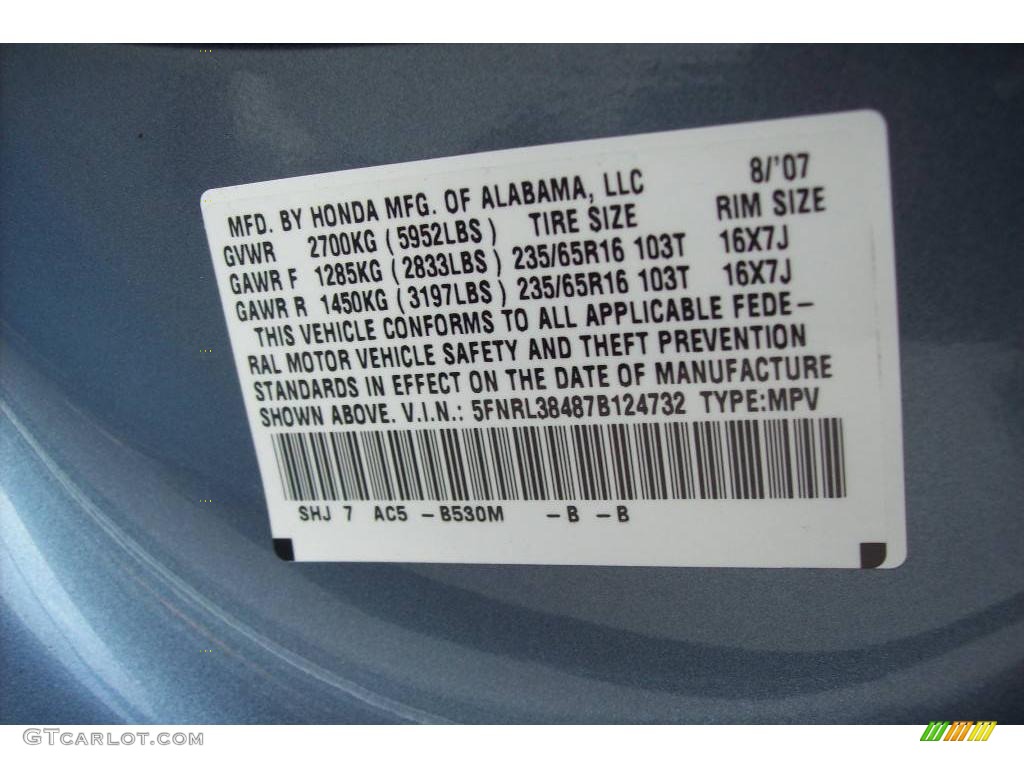 MFD. BY HONDA MFG. OF ALABAMA, LLC 8/'07
GVWR 2700KG (5952LBS) TIRE SIZE RIM SIZE
GAWR F 1285KG (2833LBS) 235/65R16 103T 16X7J
GAWR R 1450KG (3197LBS) 235/65R16 103T 16X7J
THIS VEHICLE CONFORMS TO ALL APPLICABLE FEDE-
RAL MOTOR VEHICLE SAFETY AND THEFT PREVENTION
STANDARDS IN EFFECT ON THE DATE OF MANUFACTURE
SHOWN ABOVE. V.I.N.: 5FNRL38487B124732 TYPE:MPV
SHJ 7 AC5 -B530M -B -B
GTCARLOT.COM